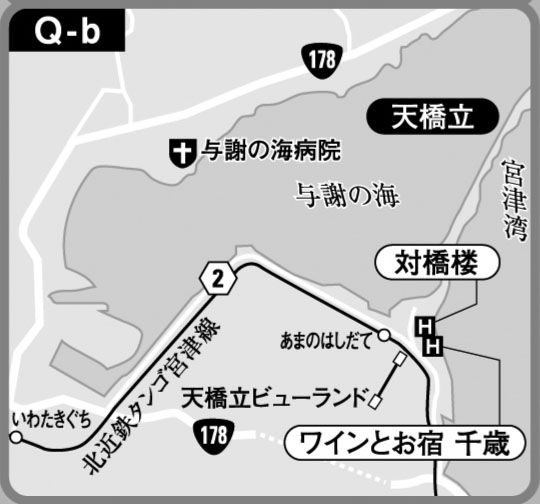 Q-b
178
天橋立
与謝の海病院
与謝の海
宮津湾
対橋楼
2
H
H
あまのはしだて
北近鉄タンゴ宮津線
天橋立ビューランド
いわたきぐち
178
ワインとお宿 千歳